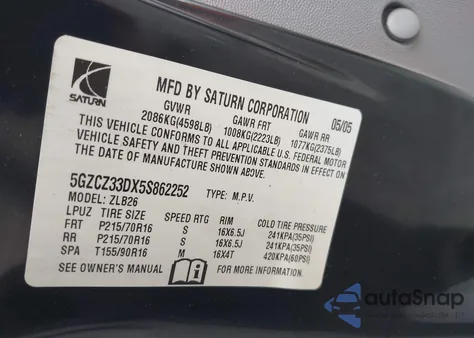 SATURN
MFD BY SATURN CORPORATION 05/05
GVWR GAWR FRT GAWR RR
2086KG(4598LB) 1009KG(2223LB) 1077KG(2375LB)
THIS VEHICLE CONFORMS TO ALL APPLICABLE U.S. FEDERAL MOTOR
VEHICLE SAFETY AND THEFT PREVENTION STANDARDS IN EFFECT ON
THE DATE OF MANUFACTURE SHOWN ABOVE.
5GZCZ33DX5S862252 TYPE: M.P.V.
MODEL: ZLB26
LPUZ TIRE SIZE SPEED RTG RIM COLD TIRE PRESSURE
FRT P215/70R16 S 16X6.5J 241KPA(35PSI)
RR P215/70R16 S 16X6.5J 241KPA(35PSI)
SPA T155/90R16 M 16X4T 420KPA(60PSI)
SEE OWNER'S MANUAL FOR MORE INFORMATION.
autoSnap